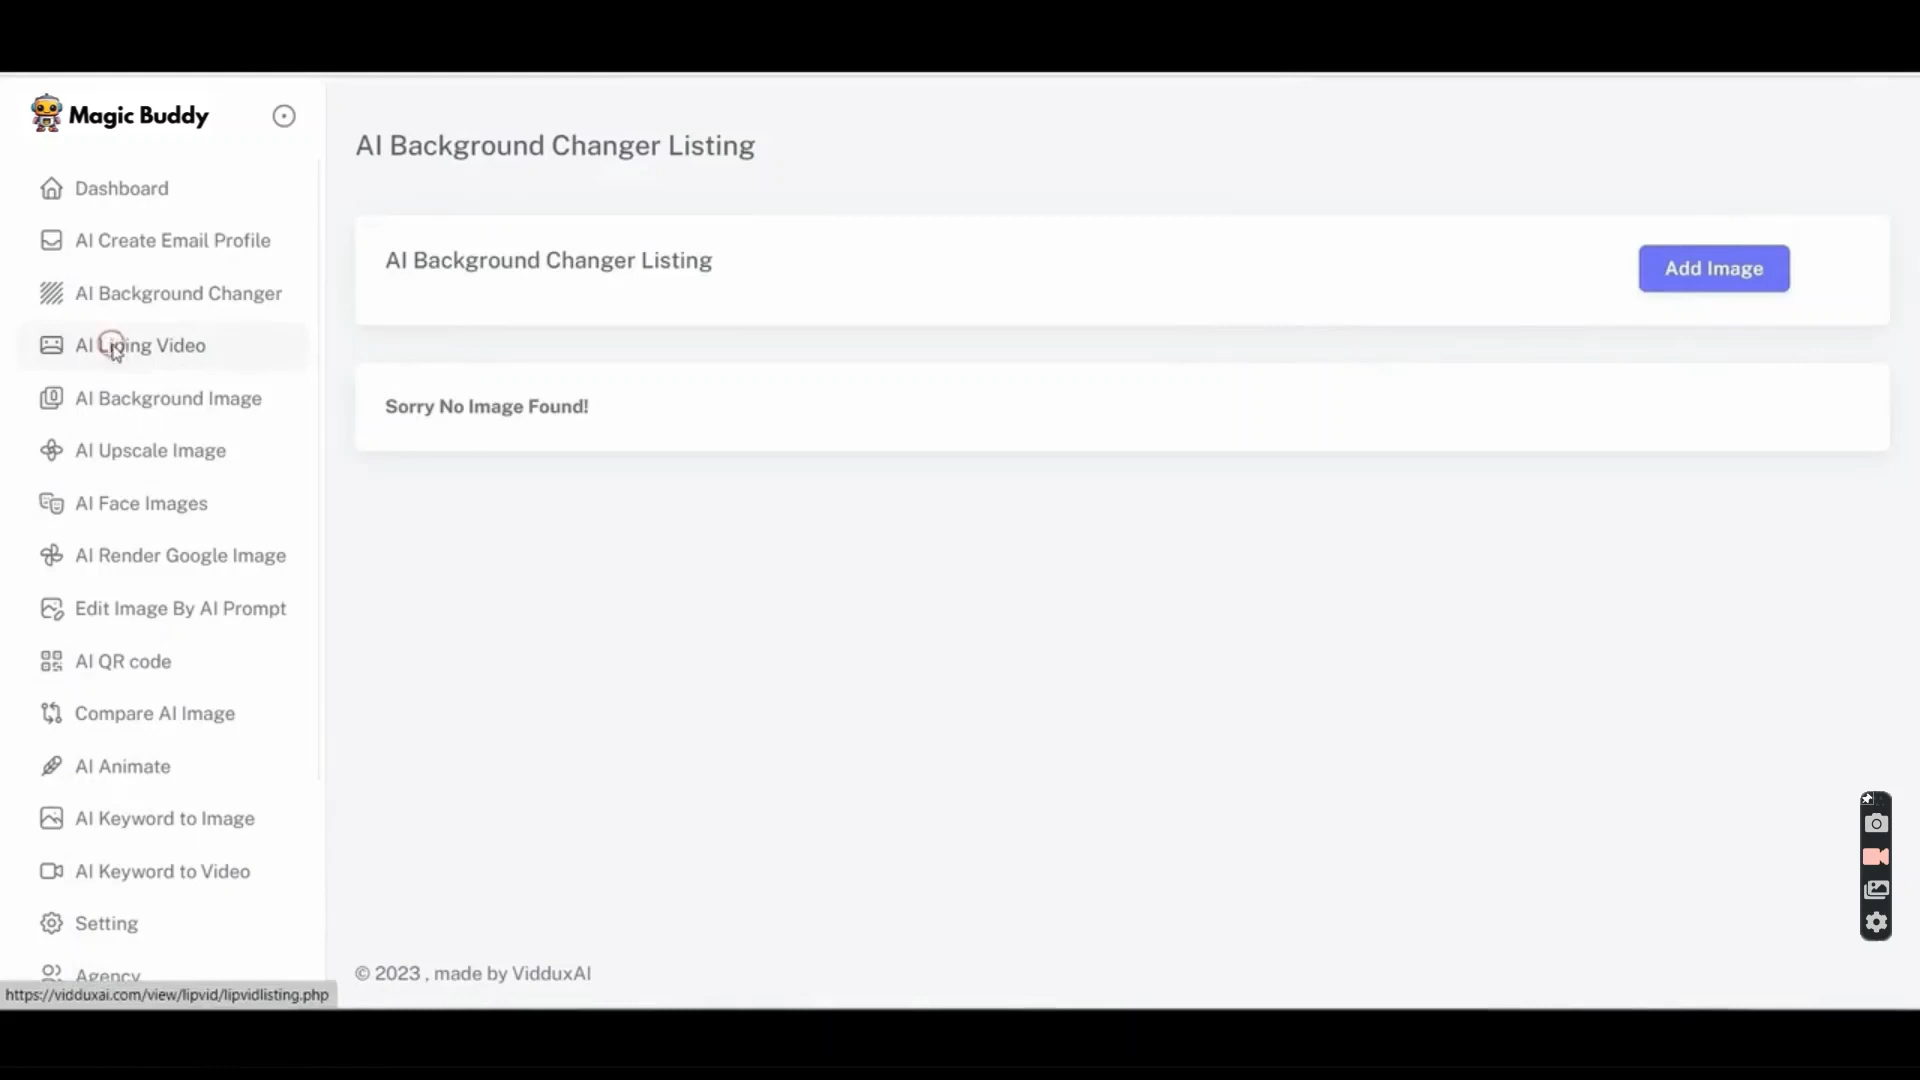 Magic Buddy
Dashboard
AI Create Email Profile
AI Background Changer
AI Video
AI Background Image
AI Upscale Image
AI Face Images
AI Render Google Image
Edit Image By AI Prompt
AI QR code
Compare AI Image
AI Animate
AI Keyword to Image
AI Keyword to Video
Setting
Agency
https://vidduxai.com/view/lipvid/lipvidlisting.php
AI Background Changer Listing
AI Background Changer Listing
Add Image
Sorry No Image Found!
© 2023 , made by VidduxAI